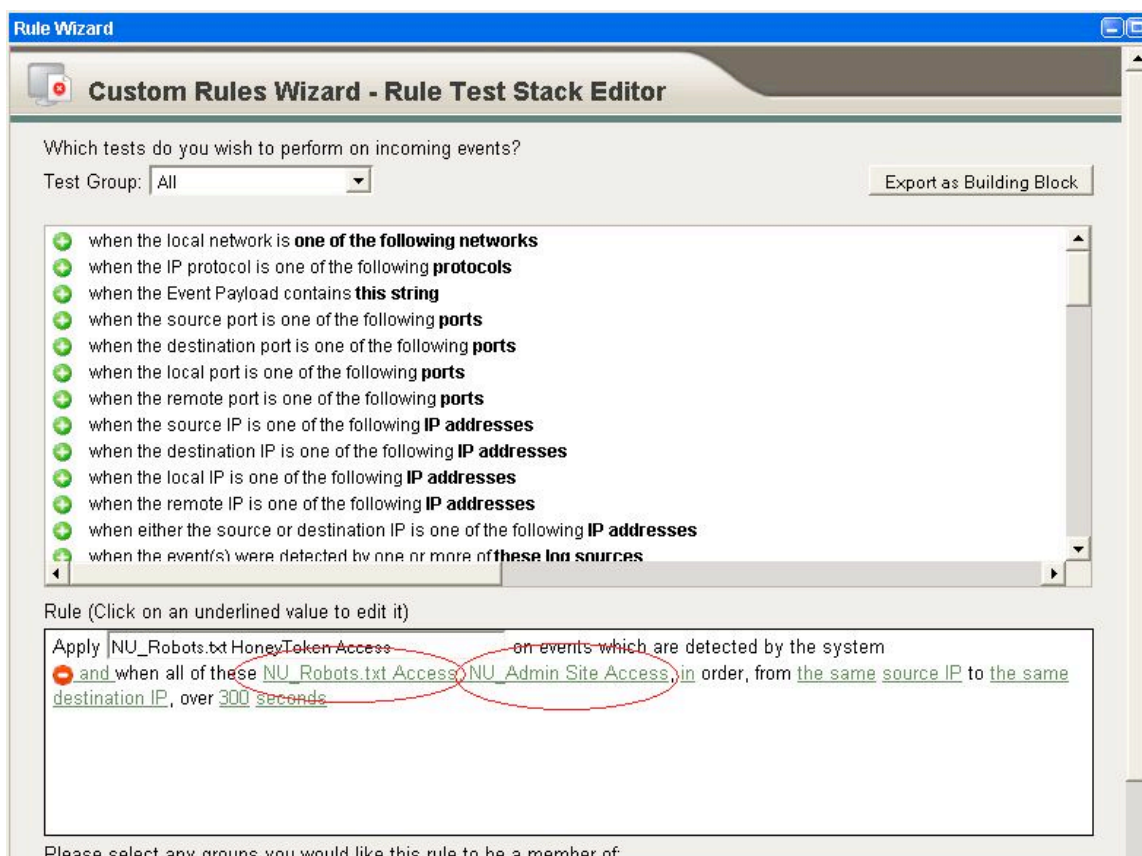 Rule Wizard
Custom Rules Wizard - Rule Test Stack Editor
Which tests do you wish to perform on incoming events?
Test Group: All
Export as Building Block
when the local network is one of the following networks
when the IP protocol is one of the following protocols
when the Event Payload contains this string
when the source port is one of the following ports
when the destination port is one of the following ports
when the local port is one of the following ports
when the remote port is one of the following ports
when the source IP is one of the following IP addresses
when the destination IP is one of the following IP addresses
when the local IP is one of the following IP addresses
when the remote IP is one of the following IP addresses
when either the source or destination IP is one of the following IP addresses
when the event(s) were detected by one or more of these log sources
Rule (Click on an underlined value to edit it)
Apply NU_Robots.txt HoneyToken Access on events which are detected by the system
and when all of these NU_Robots.txt Access, NU_Admin Site Access, in order, from the same source IP to the same
destination IP, over 300 seconds
Please select any groups you would like this rule to be a member of: